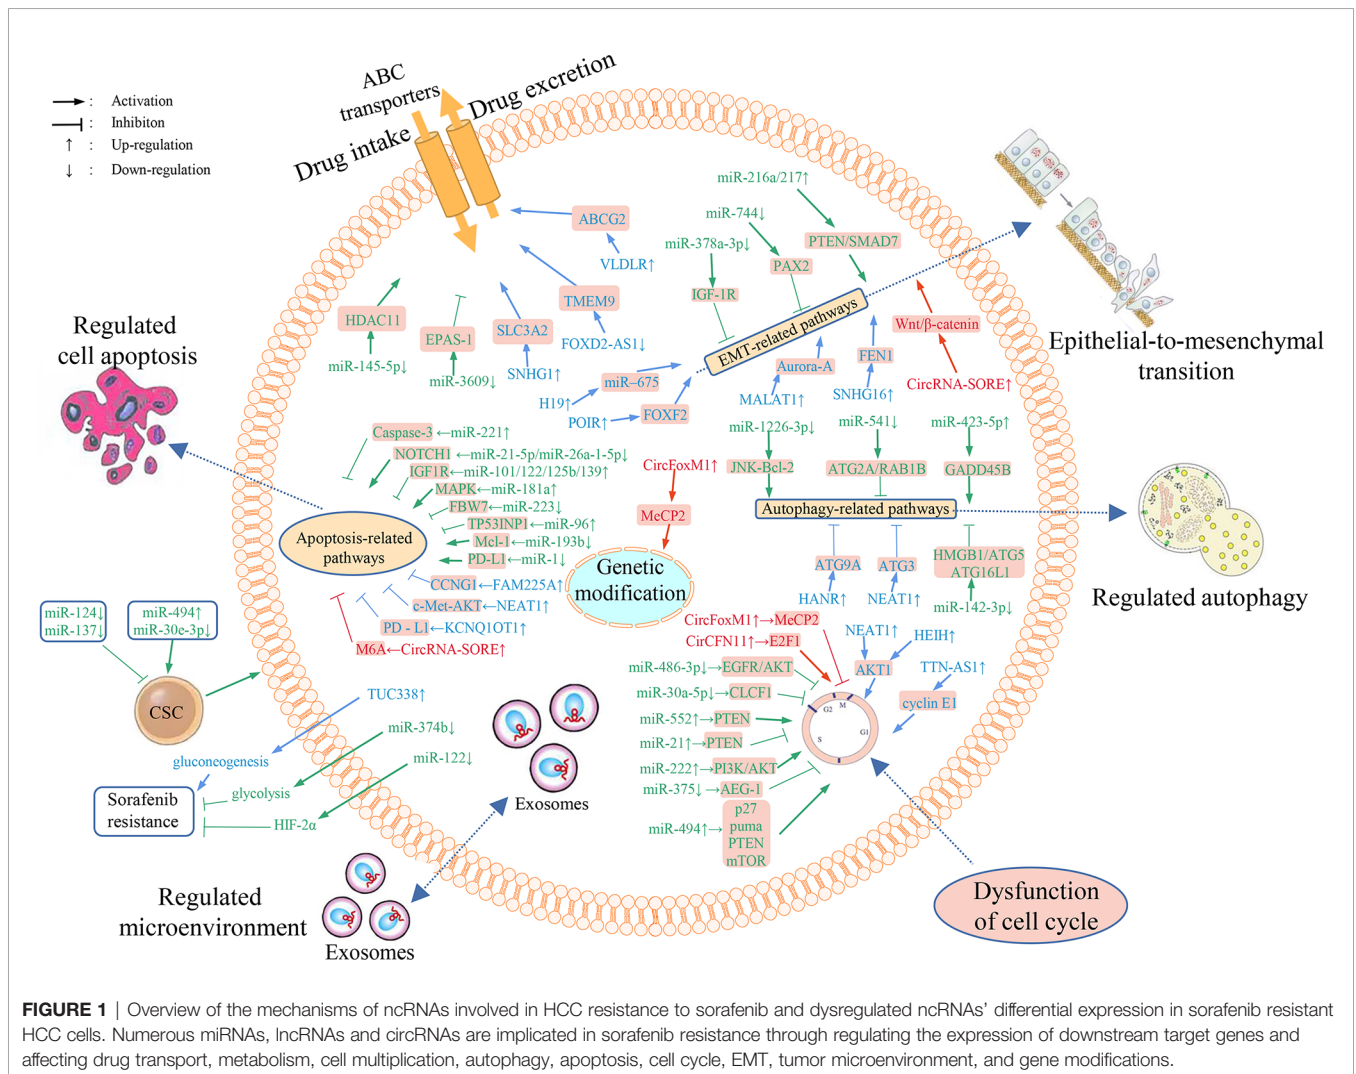 ABC
transporters
Drug excretion
Drug intake
: Activation
: Inhibiton
↑ : Up-regulation
↓ : Down-regulation
miR-216a/217↑
miR-744↓
miR-378a-3p↓
PTEN/SMAD7
PAX2
IGF-1R
EMT-related pathways
ABCG2
VLDLR↑
TMEM9
FOXD2-AS1↓
SLC3A2
SNHG1↑
HDAC11
miR-145-5p↓
EPAS-1
miR-3609↓
H19↑
miR–675
POIR↑
FOXF2
Aurora-A
MALAT1↑
FEN1
SNHG16↑
Wnt/β-catenin
CircRNA-SORE↑
Epithelial-to-mesenchymal
transition
Regulated
cell apoptosis
Caspase-3←miR-221↑
NOTCH1←miR-21-5p/miR-26a-1-5p↓
IGF1R←miR-101/122/125b/139↑
MAPK←miR-181a↑
FBW7←miR-223↓
TP53INP1←miR-96↑
Mcl-1←miR-193b↓
PD-L1←miR-1↓
CCNG1←FAM225A↑
c-Met-AKT←NEAT1↑
PD - L1←KCNQ1OT1↑
M6A←CircRNA-SORE↑
Apoptosis-related
pathways
CircFoxM1↑
MeCP2
Genetic
modification
miR-1226-3p↓
JNK-Bcl-2
miR-541↓
ATG2A/RAB1B
miR-423-5p↑
GADD45B
Autophagy-related pathways
ATG9A
HANR↑
ATG3
NEAT1↑
HMGB1/ATG5
ATG16L1
miR-142-3p↓
Regulated autophagy
miR-124↓
miR-137↓
miR-494↑
miR-30e-3p↓
CSC
TUC338↑
miR-374b↓
miR-122↓
gluconeogenesis
glycolysis
HIF-2α
Sorafenib
resistance
Exosomes
Regulated
microenvironment
Exosomes
CircFoxM1↑→MeCP2
CirCFN11↑→E2F1
miR-486-3p↓→EGFR/AKT
miR-30a-5p↓→CLCF1
miR-552↑→PTEN
miR-21↑→PTEN
miR-222↑→PI3K/AKT
miR-375↓→AEG-1
miR-494↑→
p27
puma
PTEN
mTOR
NEAT1↑
HEIH↑
AKT1
TTN-AS1↑
cyclin E1
G2
M
S
G1
Dysfunction
of cell cycle
FIGURE 1 | Overview of the mechanisms of ncRNAs involved in HCC resistance to sorafenib and dysregulated ncRNAs’ differential expression in sorafenib resistant
HCC cells. Numerous miRNAs, lncRNAs and circRNAs are implicated in sorafenib resistance through regulating the expression of downstream target genes and
affecting drug transport, metabolism, cell multiplication, autophagy, apoptosis, cell cycle, EMT, tumor microenvironment, and gene modifications.